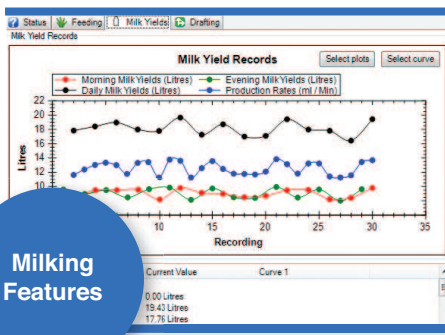 Status Feeding Milk Yields Drafting
Milk Yield Records
Milk Yield Records Select plots Select curve
Morning Milk Yields (Litres) Evening Milk Yields (Litres)
Daily Milk Yields (Litres) Production Rates (ml / Min)
22
20
18
16
14
12
10
Litres
10 15 20 25 30 35
Recording
Milking
Features
Current Value Curve 1
0.00 Litres
19.43 Litres
17.76 Litres